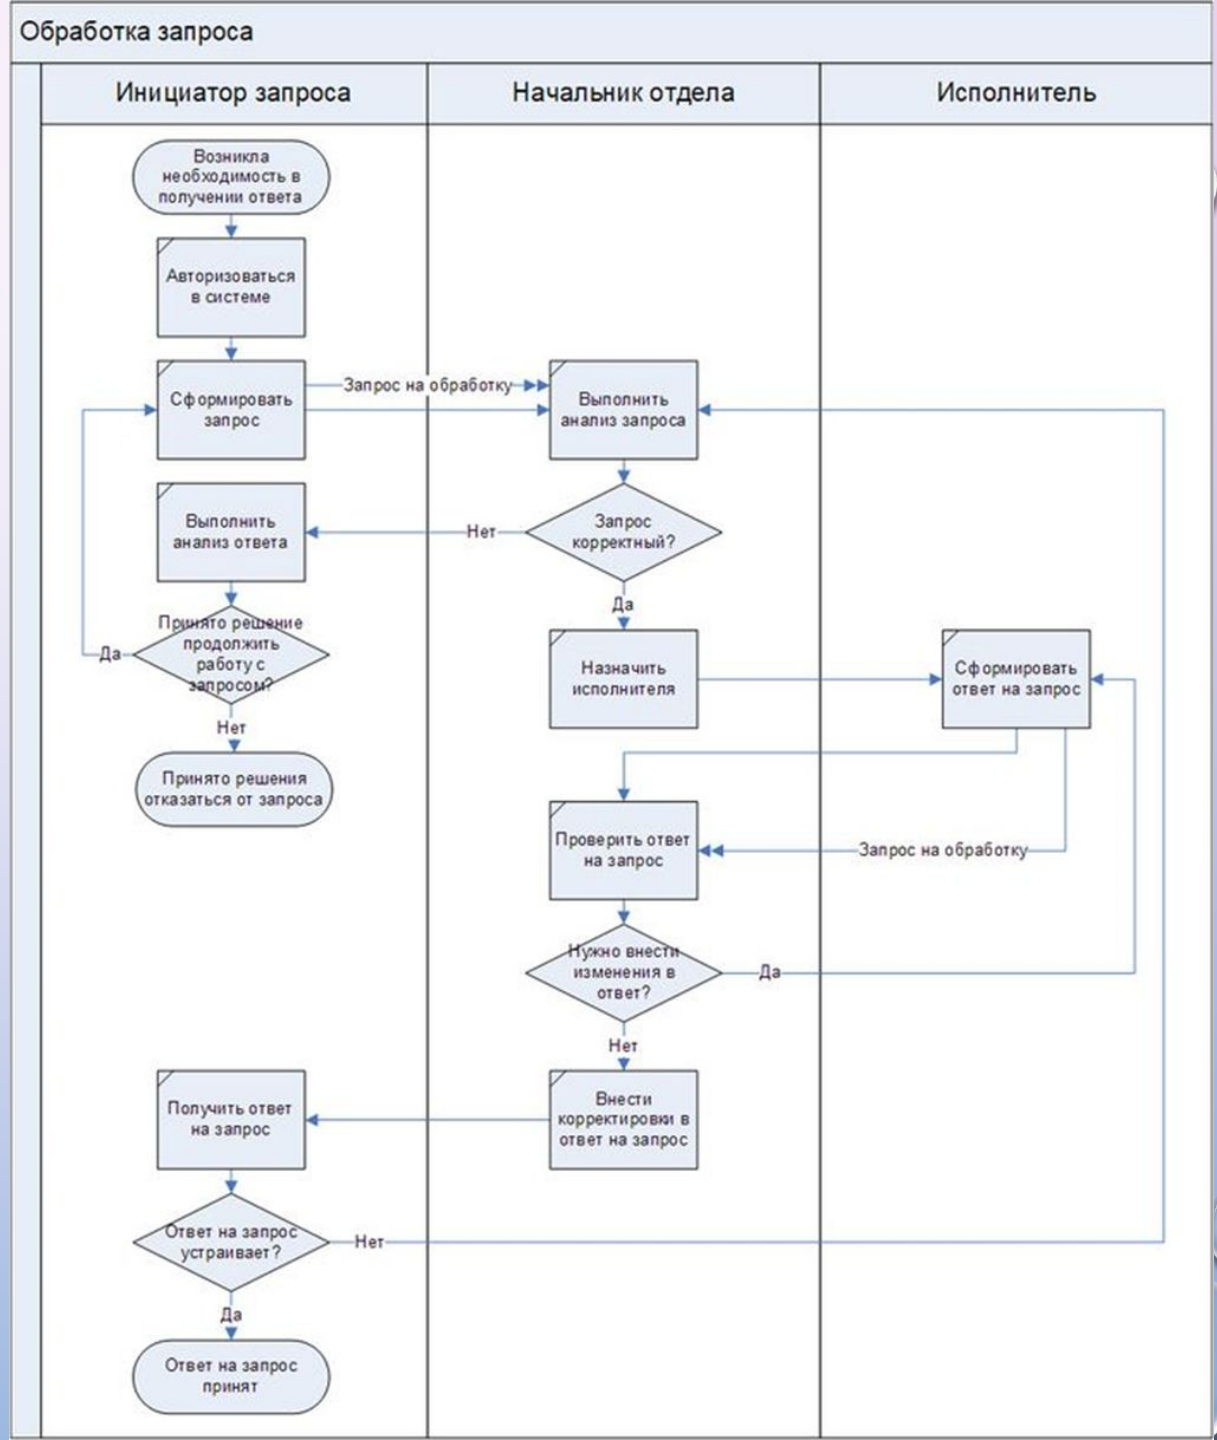 Обработка запроса
Инициатор запроса
Начальник отдела
Исполнитель
Возникла
необходимость в
получении ответа
Авторизоваться
в системе
Сформировать
запрос
Запрос на обработку
Выполнить
анализ запроса
Выполнить
анализ ответа
Нет
Запрос
корректный?
Да
Принято решение
продолжить
работу с
запросом?
Да
Нет
Принято решения
отказаться от запроса
Назначить
исполнителя
Сформировать
ответ на запрос
Проверить ответ
на запрос
Запрос на обработку
Нужно внести
изменения в
ответ?
Да
Нет
Внести
корректировки в
ответ на запрос
Получить ответ
на запрос
Ответ на запрос
устраивает?
Нет
Да
Ответ на запрос
принят